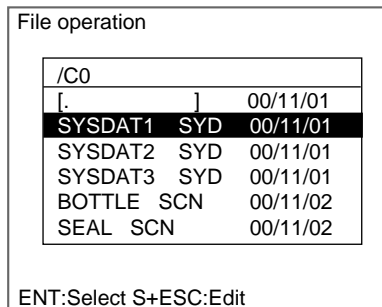 File operation
/C0
[. ] 00/11/01
SYSDAT1 SYD 00/11/01
SYSDAT2 SYD 00/11/01
SYSDAT3 SYD 00/11/01
BOTTLE SCN 00/11/02
SEAL SCN 00/11/02
ENT:Select S+ESC:Edit